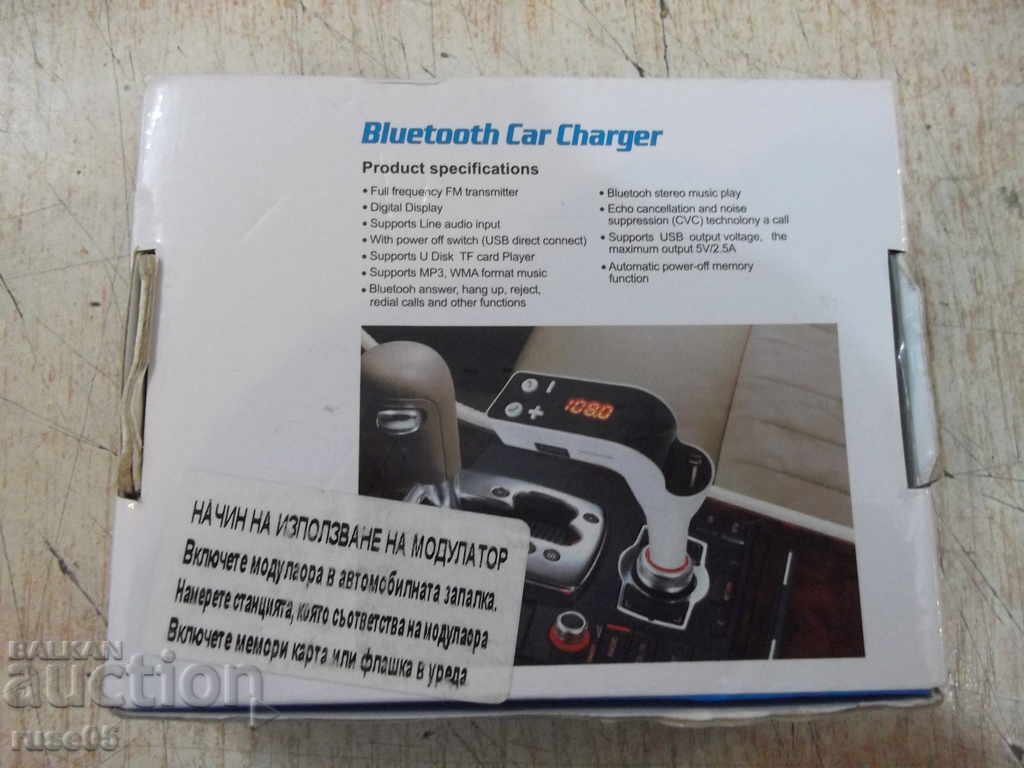 Bluetooth Car Charger
Product specifications
• Full frequency FM transmitter
• Digital Display
• Supports Line audio input
• With power off switch (USB direct connect)
• Supports U Disk TF card Player
• Supports MP3, WMA format music
• Bluetooh answer, hang up, reject,
redial calls and other functions
• Bluetooh stereo music play
• Echo cancellation and noise
suppression (CVC) technolony a call
• Supports USB output voltage, the
maximum output 5V/2.5A
• Automatic power-off memory
function
108.0
НАЧИН НА ИЗПОЛЗВАНЕ НА МОДУЛАТОР
Включете модулаора в автомобилната запалка.
Намерете станцията, която съответства на модулаора
Включете мемори карта или флашка в уреда
BALKAN
auction
ruse05